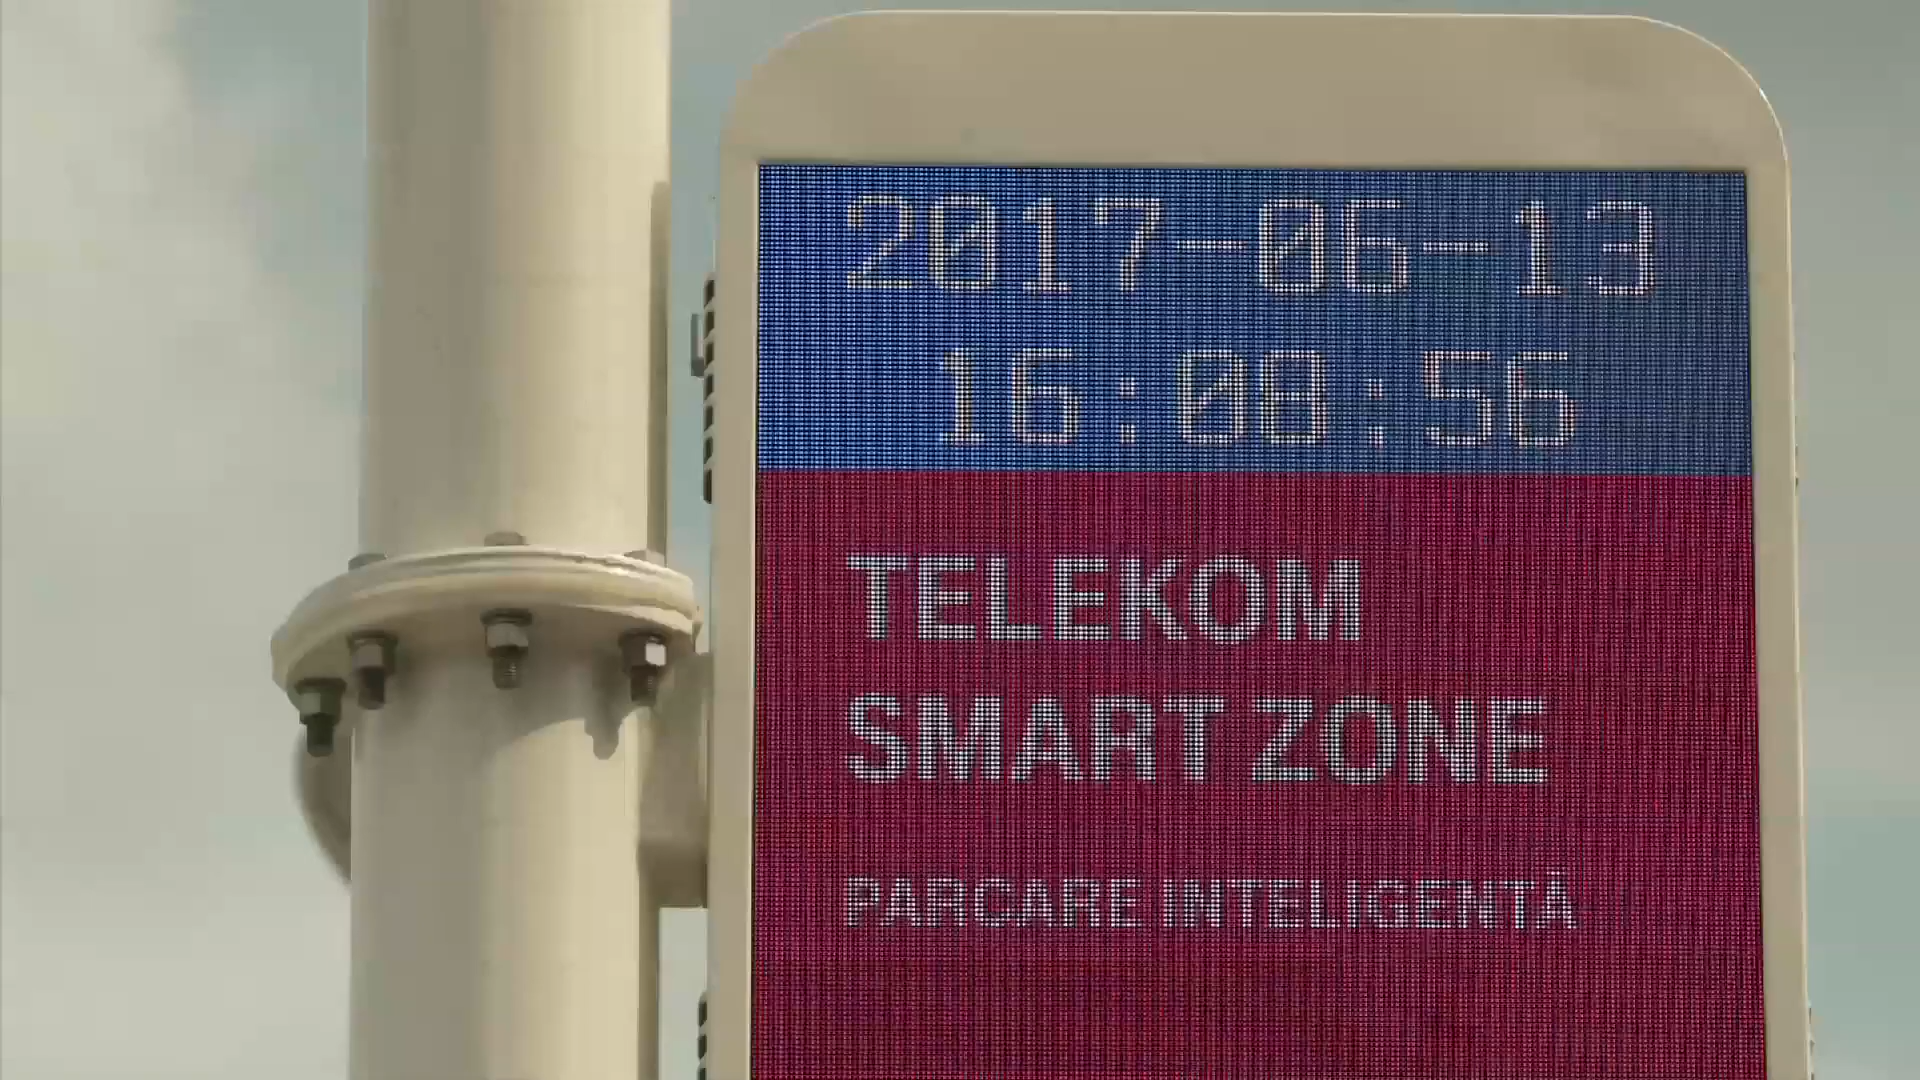 2017-06-13
16:08:56
TELEKOM
SMART ZONE
PARCARE INTELIGENTĂ